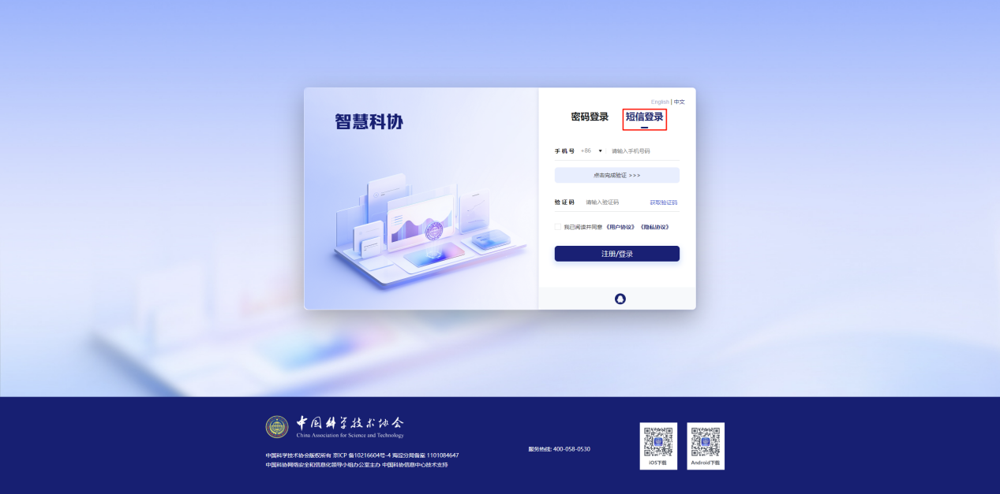 智慧科协
English | 中文
密码登录 短信登录
手机号 +86 请输入手机号码
点击完成验证 >>>
验证码 请输入验证码 获取验证码
我已阅读并同意 《用户协议》 《隐私协议》
注册/登录
中国科学技术协会
China Association for Science and Technology
中国科学技术协会版权所有 京ICP 备10216604号-4 海淀分局备案 1101084647
中国科协网络安全和信息化领导小组办公室主办 中国科协信息中心技术支持
服务热线: 400-058-0530
iOS下载
Android下载